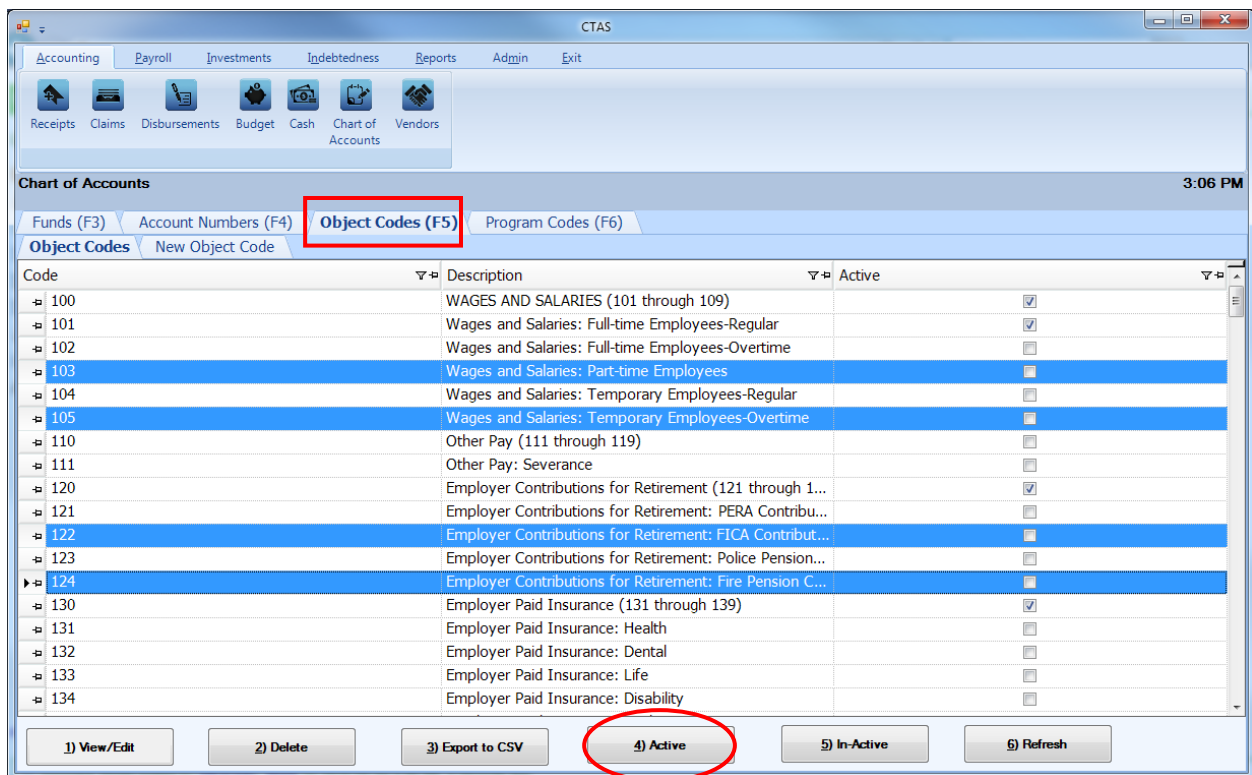 CTAS
Accounting Payroll Investments Indebtedness Reports Admin Exit
Receipts Claims Disbursements Budget Cash Chart of Accounts Vendors
Chart of Accounts 3:06 PM
Funds (F3) Account Numbers (F4) Object Codes (F5) Program Codes (F6)
Object Codes New Object Code
Code Description Active
100 WAGES AND SALARIES (101 through 109)
101 Wages and Salaries: Full-time Employees-Regular
102 Wages and Salaries: Full-time Employees-Overtime
103 Wages and Salaries: Part-time Employees
104 Wages and Salaries: Temporary Employees-Regular
105 Wages and Salaries: Temporary Employees-Overtime
110 Other Pay (111 through 119)
111 Other Pay: Severance
120 Employer Contributions for Retirement (121 through 1...
121 Employer Contributions for Retirement: PERA Contribu...
122 Employer Contributions for Retirement: FICA Contribut...
123 Employer Contributions for Retirement: Police Pension...
124 Employer Contributions for Retirement: Fire Pension C...
130 Employer Paid Insurance (131 through 139)
131 Employer Paid Insurance: Health
132 Employer Paid Insurance: Dental
133 Employer Paid Insurance: Life
134 Employer Paid Insurance: Disability
1) View/Edit 2) Delete 3) Export to CSV 4) Active 5) In-Active 6) Refresh